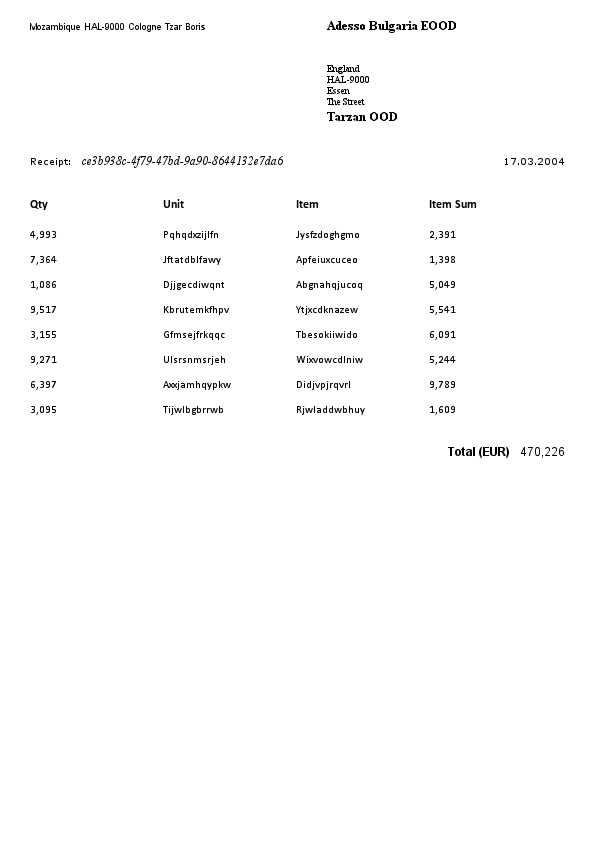 Mozambique HAL-9000 Cologne Tzar Boris
Adesso Bulgaria EOOD
England
HAL-9000
Essen
The Street
Tarzan OOD
Receipt: ce3b938c-4f79-47bd-9a90-8644132e7da6 17.03.2004
Qty Unit Item Item Sum
4,993 Pqhqdxzijlfn Jysfzdoghgmo 2,391
7,364 Jftatdblfawy Apfeiuxcuceo 1,398
1,086 Djjgecdiwqnt Abgnahqjucoq 5,049
9,517 Kbrutemkfhpv Ytjxcdknazew 5,541
3,155 Gfmsejfrkqqc Tbesokiiwido 6,091
9,271 Ulsrsnmsrjeh Wixvowcdlniw 5,244
6,397 Axxjamhqypkw Didjvpjrqvrl 9,789
3,095 Tijwlbgbrrwb Rjwladdwbhuy 1,609
Total (EUR) 470,226